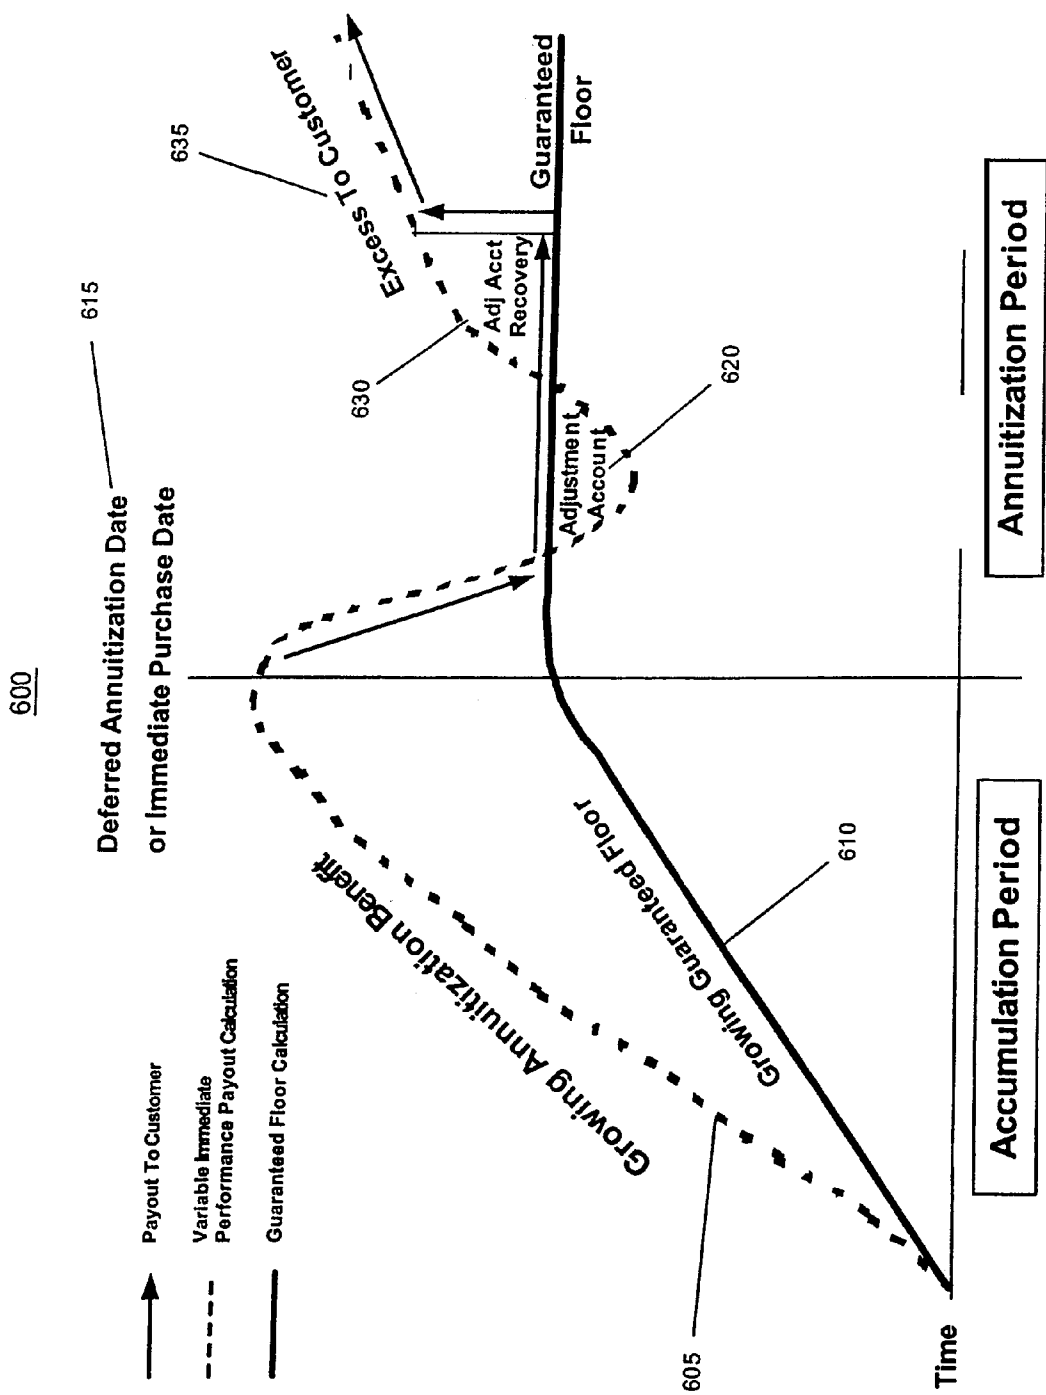 600
Payout To Customer
Variable Immediate
Performance Payout Calculation
Guaranteed Floor Calculation
Deferred Annuitization Date
or Immediate Purchase Date
615
635
Excess To Customer
Growing Annuitization Benefit
Growing Guaranteed Floor
605
610
630
Adj Acct
Recovery
Adjustment
Account
620
Guaranteed
Floor
Time
Accumulation Period
Annuitization Period